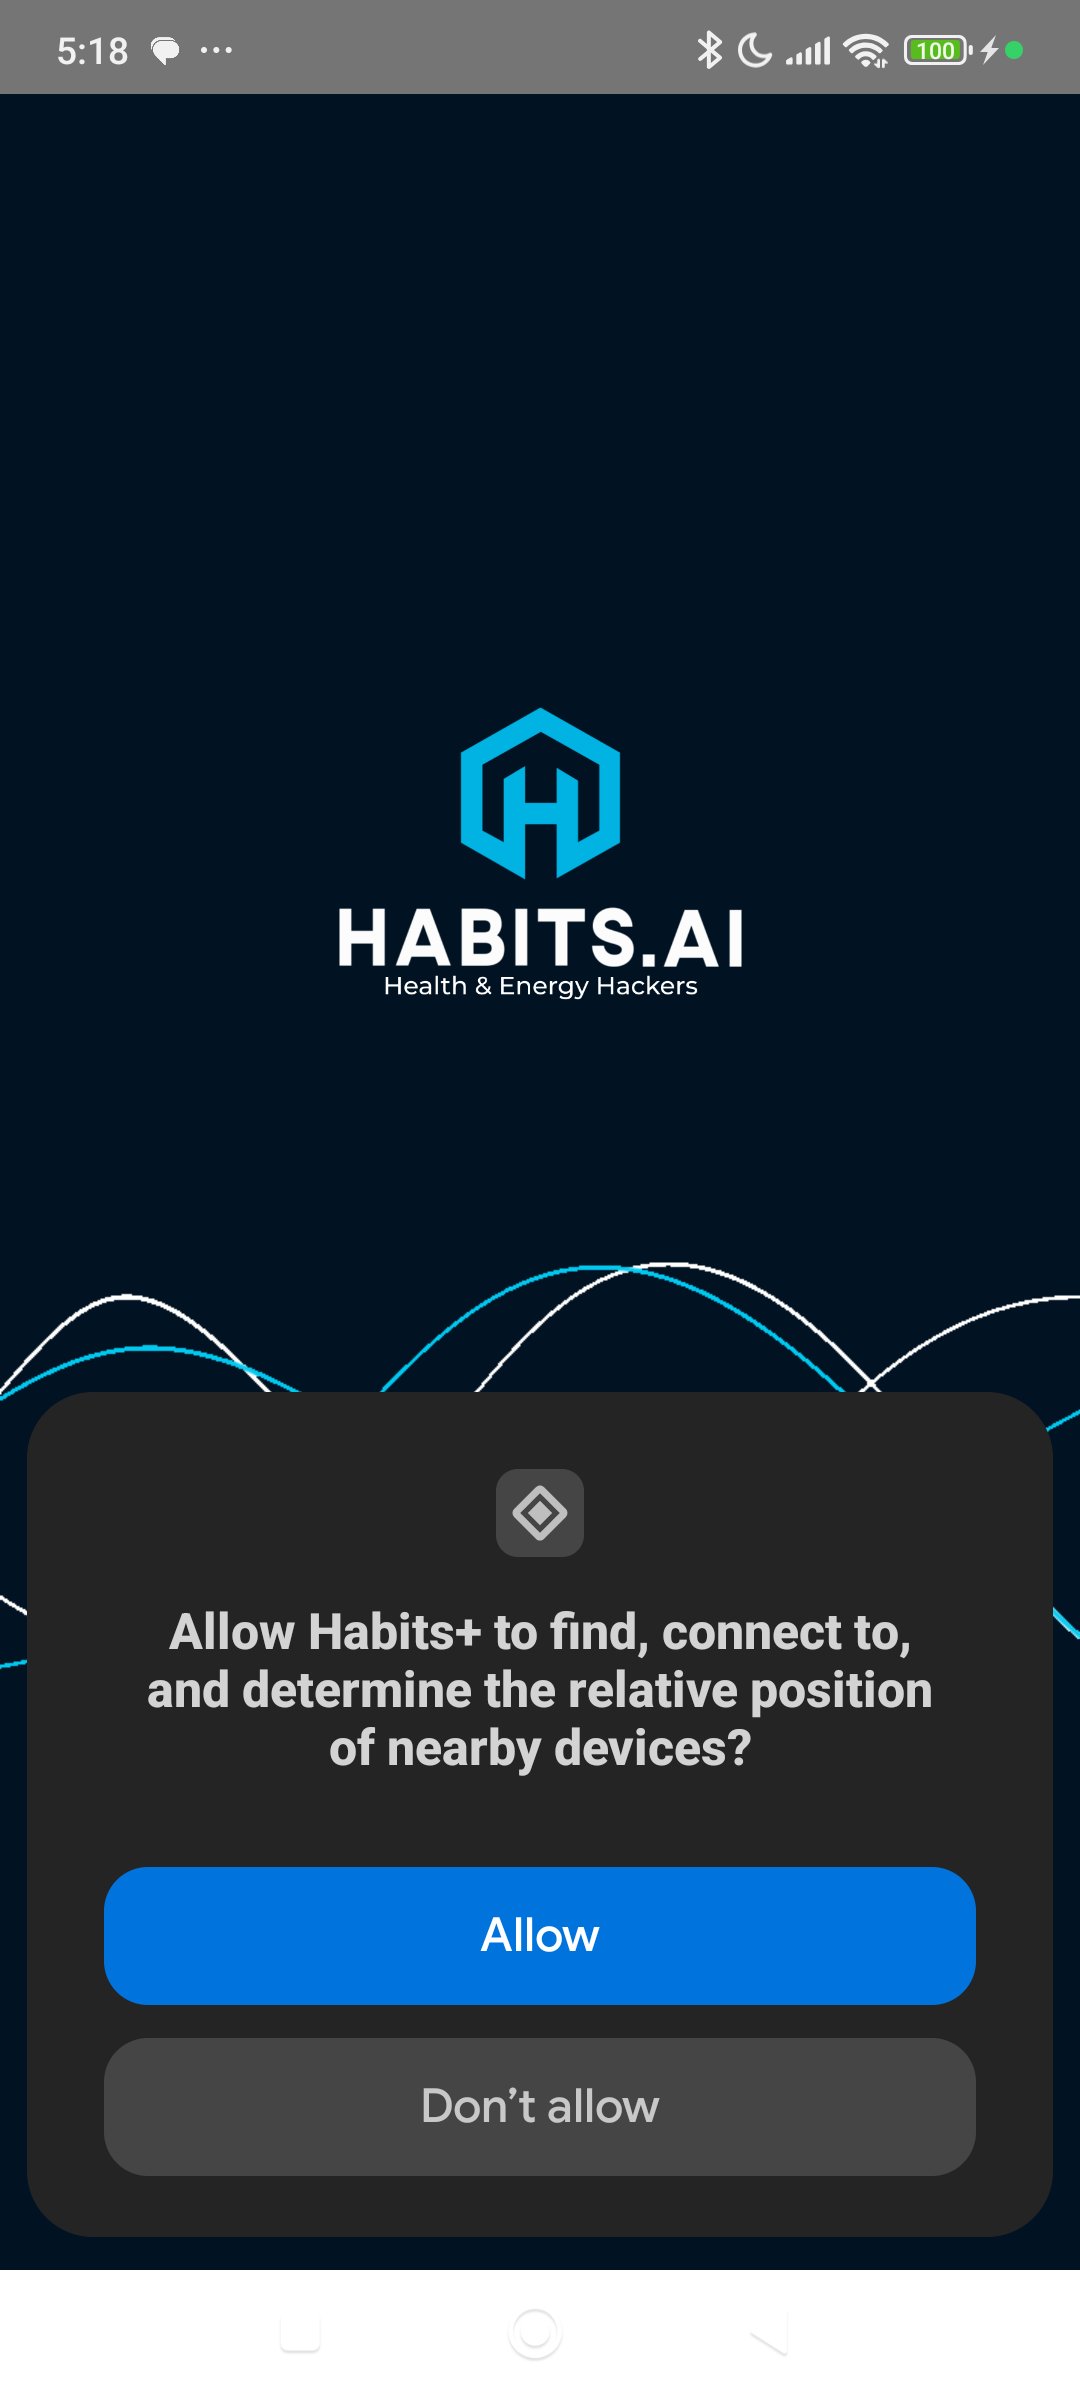 5:18
100
HABITS.AI
Health & Energy Hackers
Allow Habits+ to find, connect to,
and determine the relative position
of nearby devices?
Allow
Don’t allow